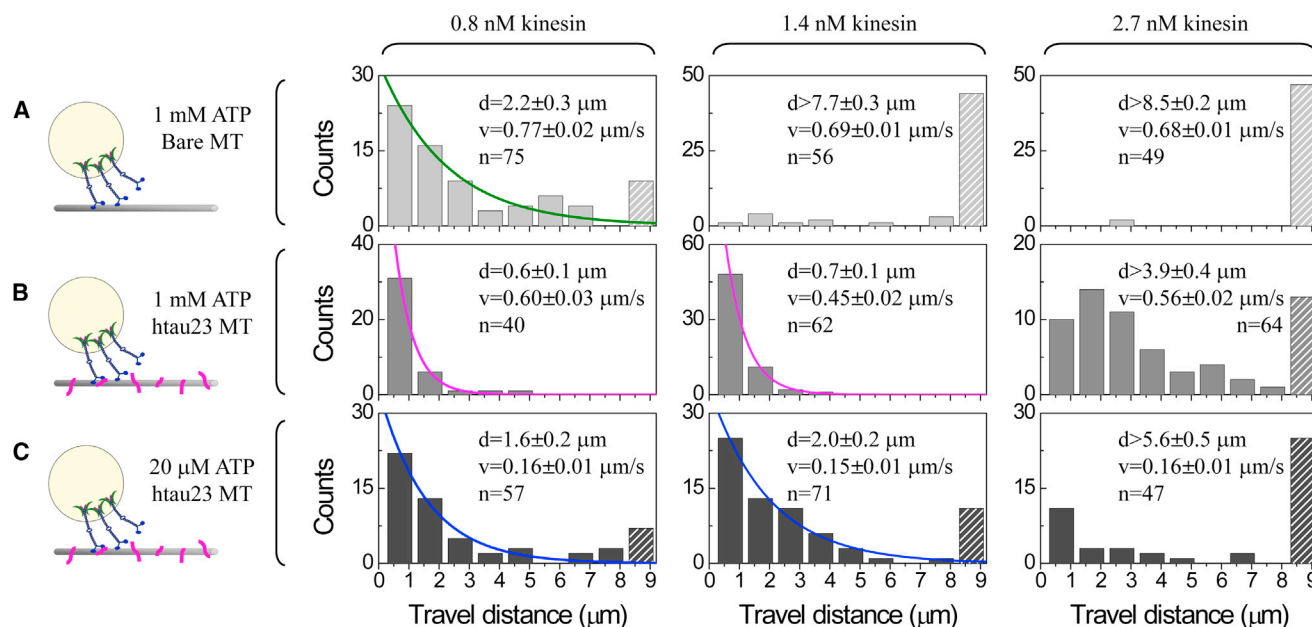 0.8 nM kinesin
1.4 nM kinesin
2.7 nM kinesin
A
1 mM ATP
Bare MT
Counts
30
15
0
d=2.2±0.3 μm
v=0.77±0.02 μm/s
n=75
50
25
0
d>7.7±0.3 μm
v=0.69±0.01 μm/s
n=56
50
25
0
d>8.5±0.2 μm
v=0.68±0.01 μm/s
n=49
B
1 mM ATP
htau23 MT
Counts
40
20
0
d=0.6±0.1 μm
v=0.60±0.03 μm/s
n=40
60
30
0
d=0.7±0.1 μm
v=0.45±0.02 μm/s
n=62
20
10
0
d>3.9±0.4 μm
v=0.56±0.02 μm/s
n=64
C
20 μM ATP
htau23 MT
Counts
30
15
0
d=1.6±0.2 μm
v=0.16±0.01 μm/s
n=57
30
15
0
d=2.0±0.2 μm
v=0.15±0.01 μm/s
n=71
30
15
0
d>5.6±0.5 μm
v=0.16±0.01 μm/s
n=47
0 1 2 3 4 5 6 7 8 9
0 1 2 3 4 5 6 7 8 9
0 1 2 3 4 5 6 7 8 9
Travel distance (μm)
Travel distance (μm)
Travel distance (μm)